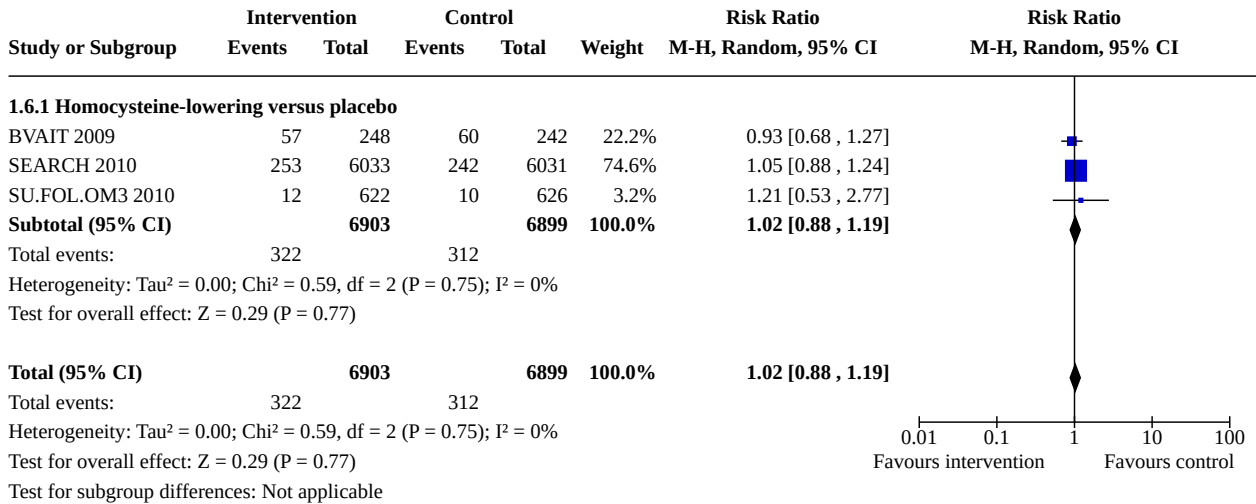 Intervention Control Risk Ratio Risk Ratio
Study or Subgroup Events Total Events Total Weight M-H, Random, 95% CI M-H, Random, 95% CI
1.6.1 Homocysteine-lowering versus placebo
BVAIT 2009 57 248 60 242 22.2% 0.93 [0.68 , 1.27]
SEARCH 2010 253 6033 242 6031 74.6% 1.05 [0.88 , 1.24]
SU.FOL.OM3 2010 12 622 10 626 3.2% 1.21 [0.53 , 2.77]
Subtotal (95% CI) 6903 6899 100.0% 1.02 [0.88 , 1.19]
Total events: 322 312
Heterogeneity: Tau² = 0.00; Chi² = 0.59, df = 2 (P = 0.75); I² = 0%
Test for overall effect: Z = 0.29 (P = 0.77)
Total (95% CI) 6903 6899 100.0% 1.02 [0.88 , 1.19]
Total events: 322 312
Heterogeneity: Tau² = 0.00; Chi² = 0.59, df = 2 (P = 0.75); I² = 0%
0.01 0.1 1 10 100
Test for overall effect: Z = 0.29 (P = 0.77)
Favours intervention Favours control
Test for subgroup differences: Not applicable